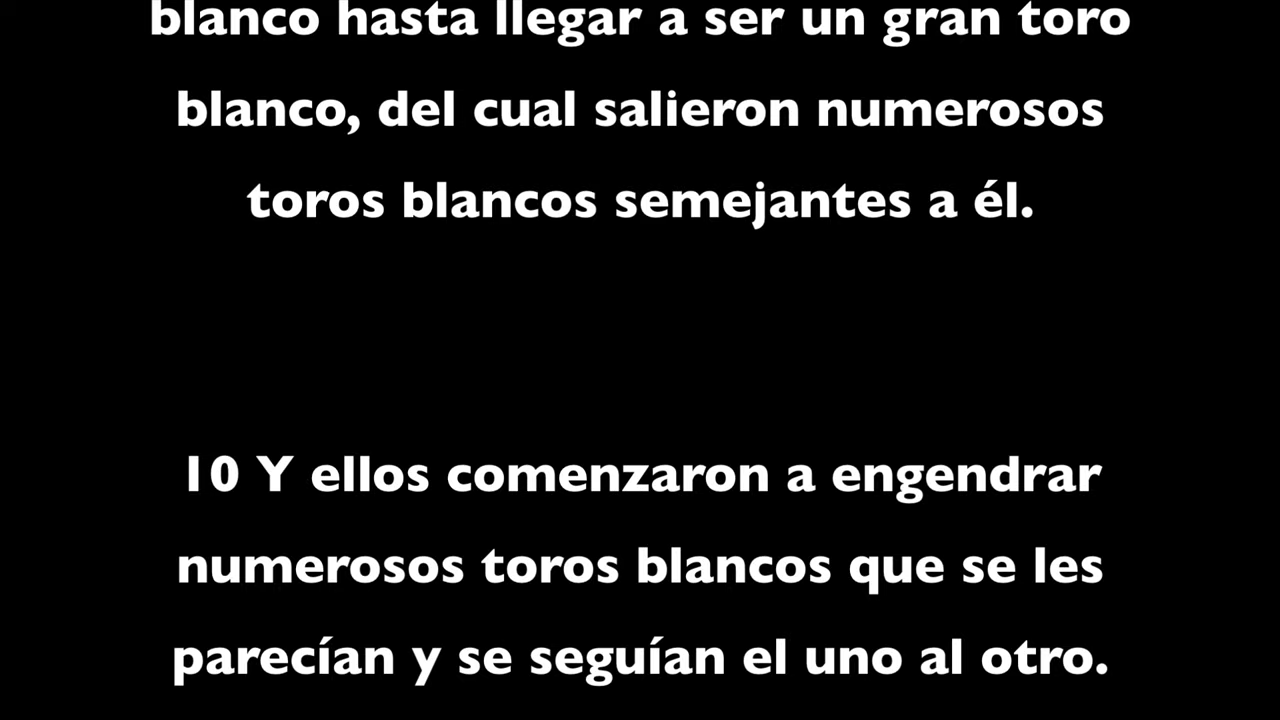 blanco hasta llegar a ser un gran toro
blanco, del cual salieron numerosos
toros blancos semejantes a él.
10 Y ellos comenzaron a engendrar
numerosos toros blancos que se les
parecían y se seguían el uno al otro.